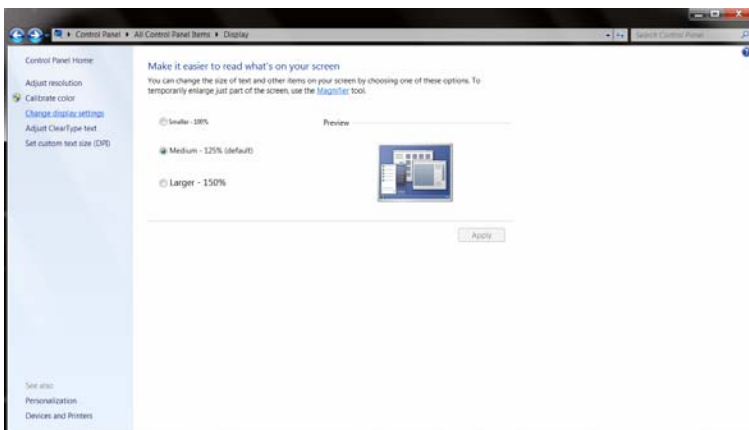 Control Panel ▸ All Control Panel Items ▸ Display
Search Control Panel
Control Panel Home
Adjust resolution
Calibrate color
Change display settings
Adjust ClearType text
Set custom text size (DPI)
Make it easier to read what's on your screen
You can change the size of text and other items on your screen by choosing one of these options. To
temporarily enlarge just part of the screen, use the Magnifier tool.
Smaller - 100%
Preview
Medium - 125% (default)
Larger - 150%
Apply
See also
Personalization
Devices and Printers